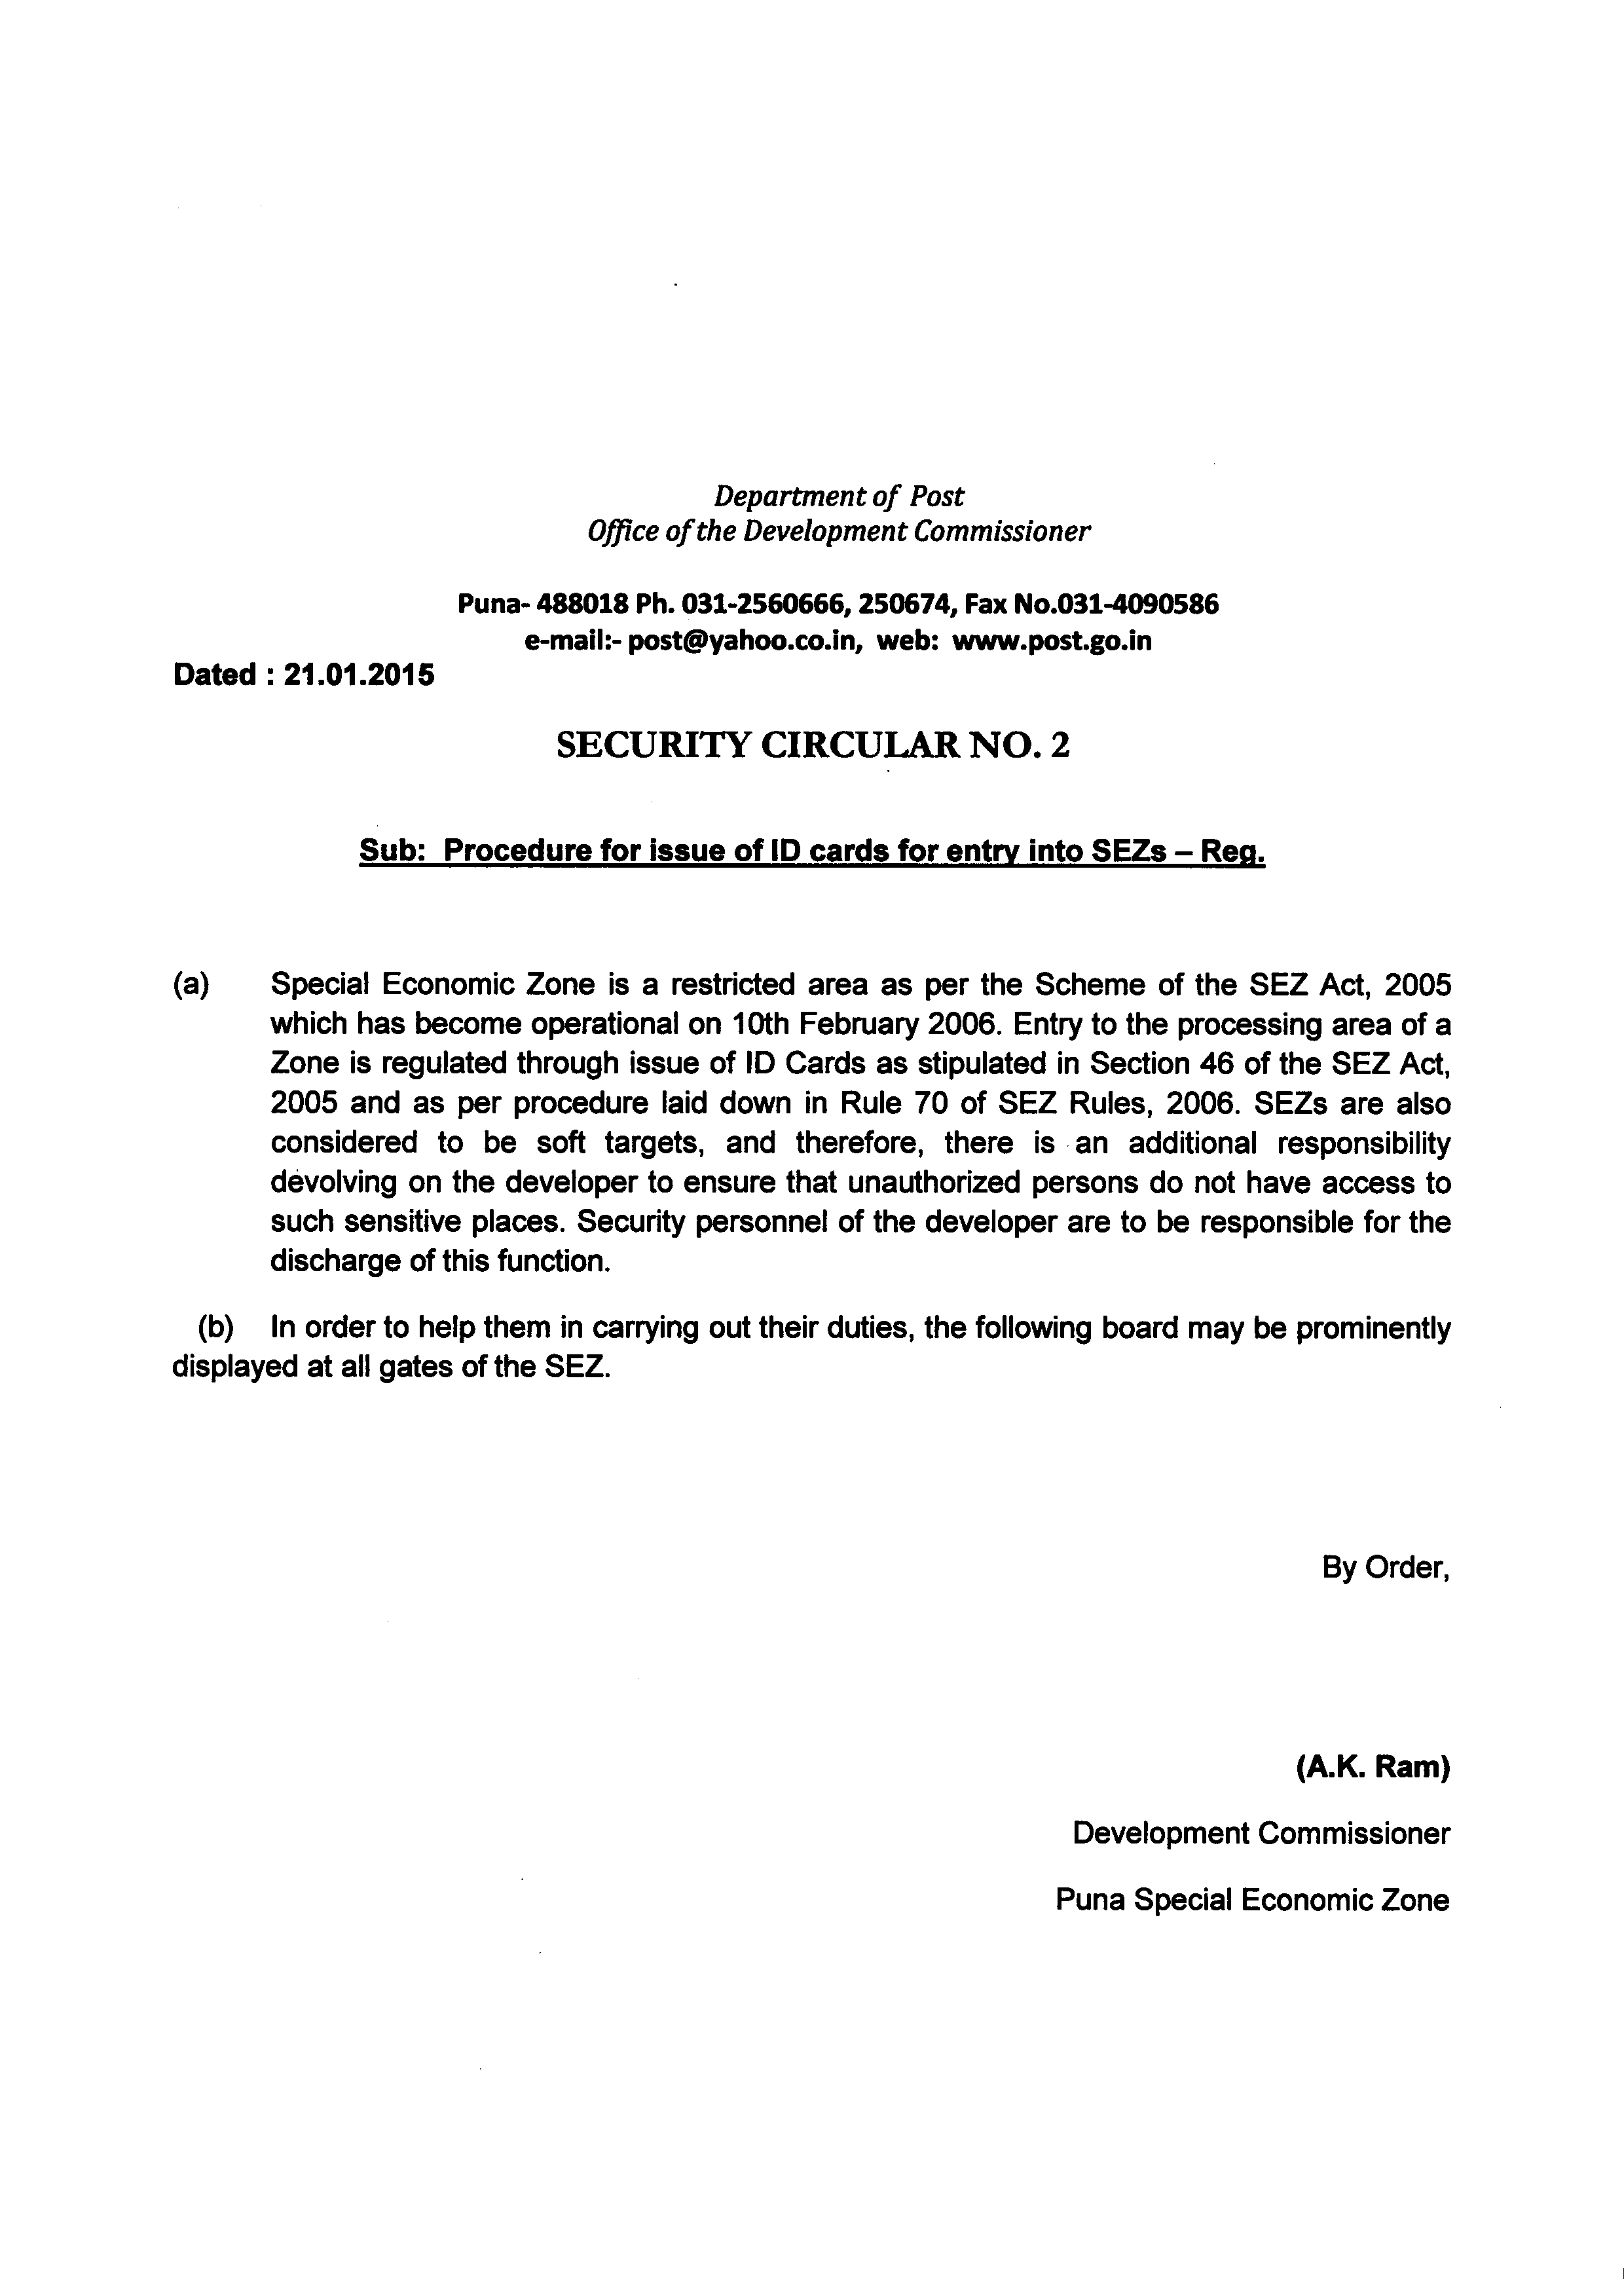 Department of Post
Office of the Development Commissioner
Puna- 488018 Ph. 031-2560666, 250674, Fax No.031-4090586
e-mail:- post@yahoo.co.in, web: www.post.go.in
Dated : 21.01.2015
SECURITY CIRCULAR NO. 2
Sub: Procedure for issue of ID cards for entry into SEZs – Reg.
(a) Special Economic Zone is a restricted area as per the Scheme of the SEZ Act, 2005
which has become operational on 10th February 2006. Entry to the processing area of a
Zone is regulated through issue of ID Cards as stipulated in Section 46 of the SEZ Act,
2005 and as per procedure laid down in Rule 70 of SEZ Rules, 2006. SEZs are also
considered to be soft targets, and therefore, there is an additional responsibility
devolving on the developer to ensure that unauthorized persons do not have access to
such sensitive places. Security personnel of the developer are to be responsible for the
discharge of this function.
(b) In order to help them in carrying out their duties, the following board may be prominently
displayed at all gates of the SEZ.
By Order,
(A.K. Ram)
Development Commissioner
Puna Special Economic Zone